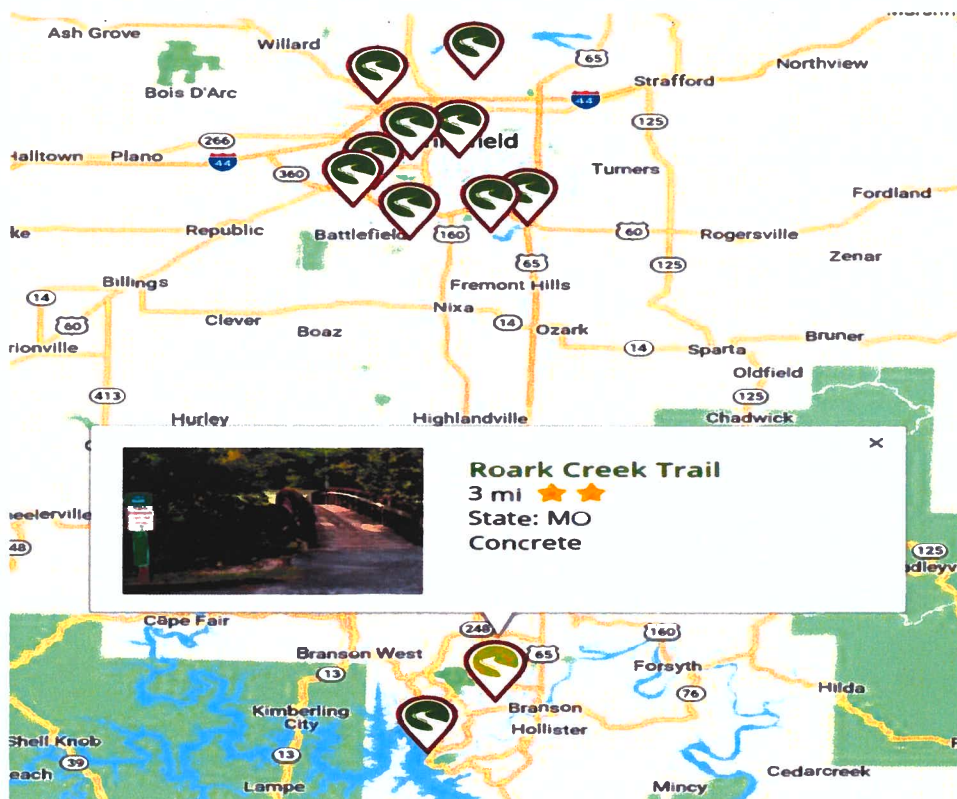 Ash Grove
Willard
65
Northview
Strafford
Bois D'Arc
44
125
266
field
Halltown
Plano
44
360
Turners
Fordland
ke
Republic
Battlefield
160
60
Rogersville
Zenar
65
125
Billings
Fremont Hills
14
60
Clever
Nixa
Boaz
14
Ozark
Bruner
rionville
14
Sparta
Oldfield
413
125
Hurley
Highlandville
Chadwick
×
Roark Creek Trail
3 mi
State: MO
Concrete
eelerville
48
125
dleyv
Cape Fair
248
160
Branson West
65
13
Forsyth
Hilda
76
Kimberling
City
Branson
Hollister
Shell Knob
39
13
each
Lampe
Cedarcreek
Mincy